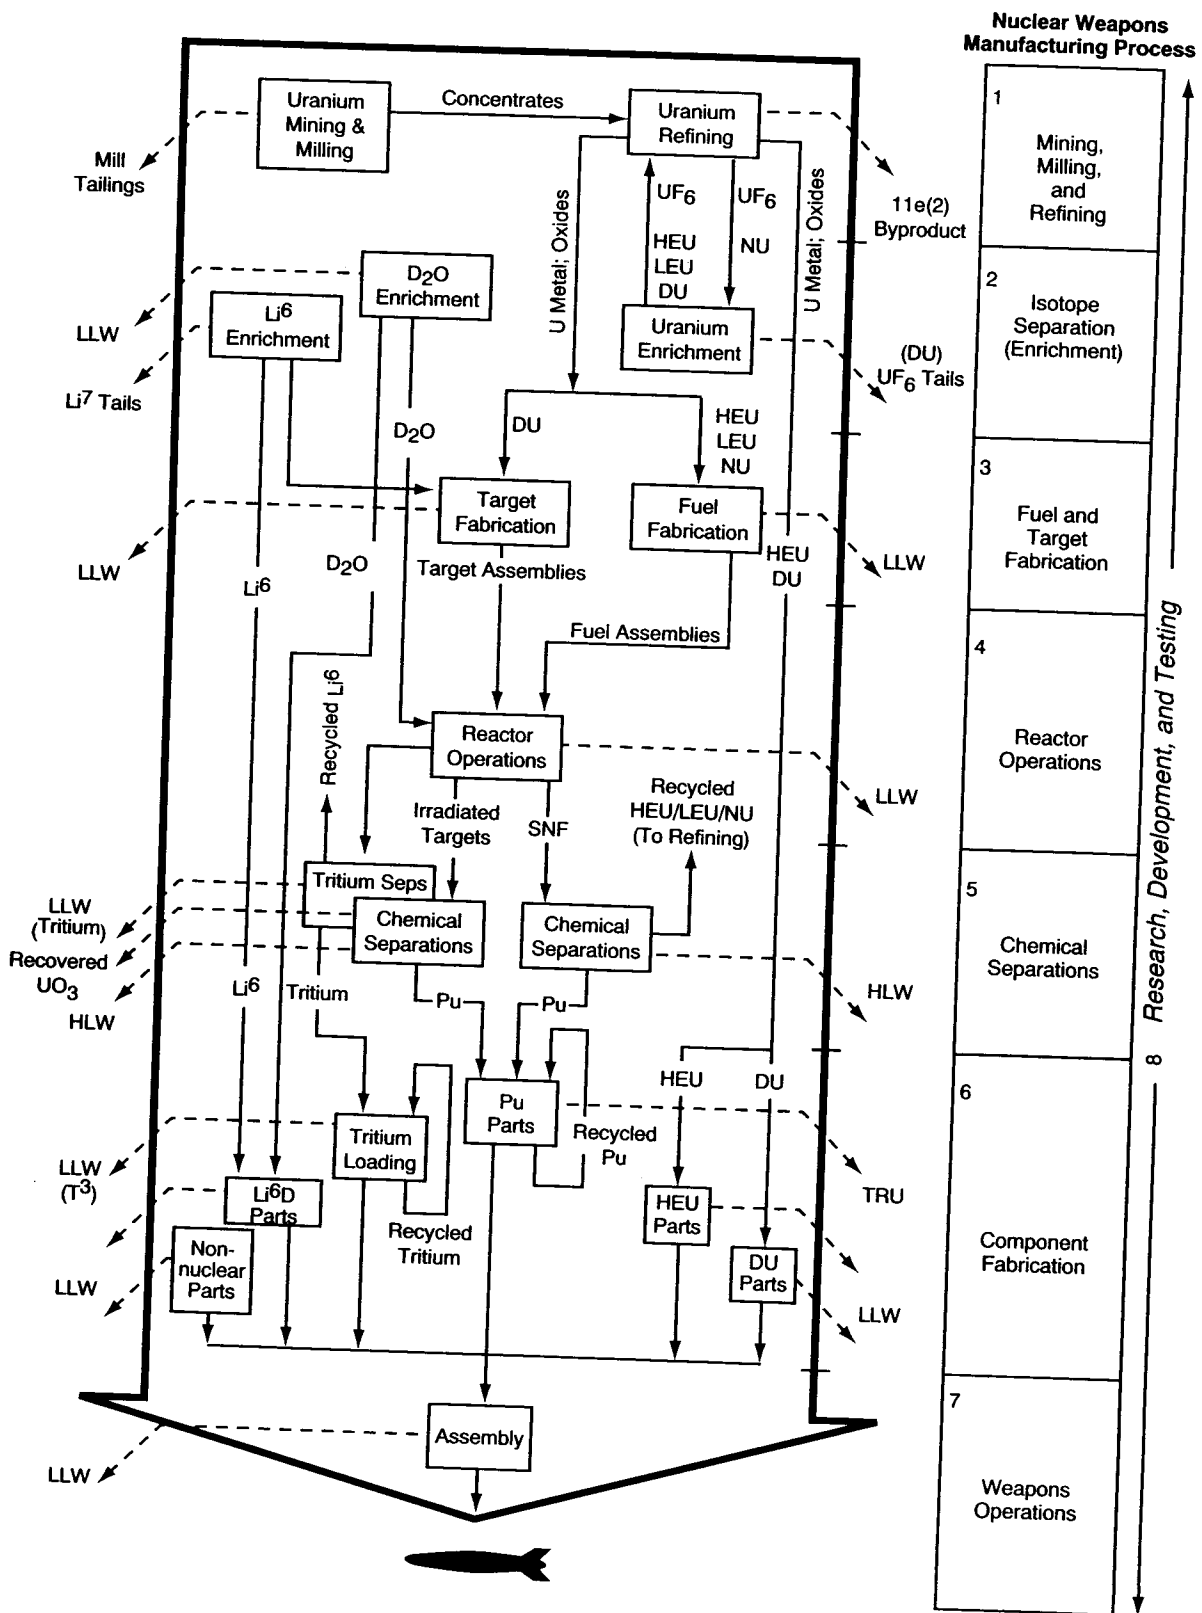 Nuclear Weapons
Manufacturing Process
Uranium
Mining &
Milling
Concentrates
Uranium
Refining
Mill
Tailings
11e(2)
Byproduct
U Metal; Oxides
UF6
HEU
LEU
DU
UF6
NU
U Metal; Oxides
D2O
Enrichment
LLW
Li6
Enrichment
Li7 Tails
Uranium
Enrichment
(DU)
UF6 Tails
D2O
DU
HEU
LEU
NU
Target
Fabrication
Fuel
Fabrication
LLW
LLW
HEU
DU
D2O
Li6
Target Assemblies
Fuel Assemblies
Recycled Li6
Reactor
Operations
LLW
Irradiated
Targets
SNF
Recycled
HEU/LEU/NU
(To Refining)
Tritium Seps
Chemical
Separations
Chemical
Separations
LLW
(Tritium)
Recovered
UO3
HLW
HLW
Li6
Tritium
Pu
Pu
HEU
DU
Pu
Parts
Recycled
Pu
TRU
Tritium
Loading
Recycled
Tritium
LLW
(T3)
Li6D
Parts
HEU
Parts
Non-
nuclear
Parts
DU
Parts
LLW
LLW
Assembly
LLW
1
Mining,
Milling,
and
Refining
2
Isotope
Separation
(Enrichment)
3
Fuel and
Target
Fabrication
4
Reactor
Operations
5
Chemical
Separations
6
Component
Fabrication
7
Weapons
Operations
8 Research, Development, and Testing